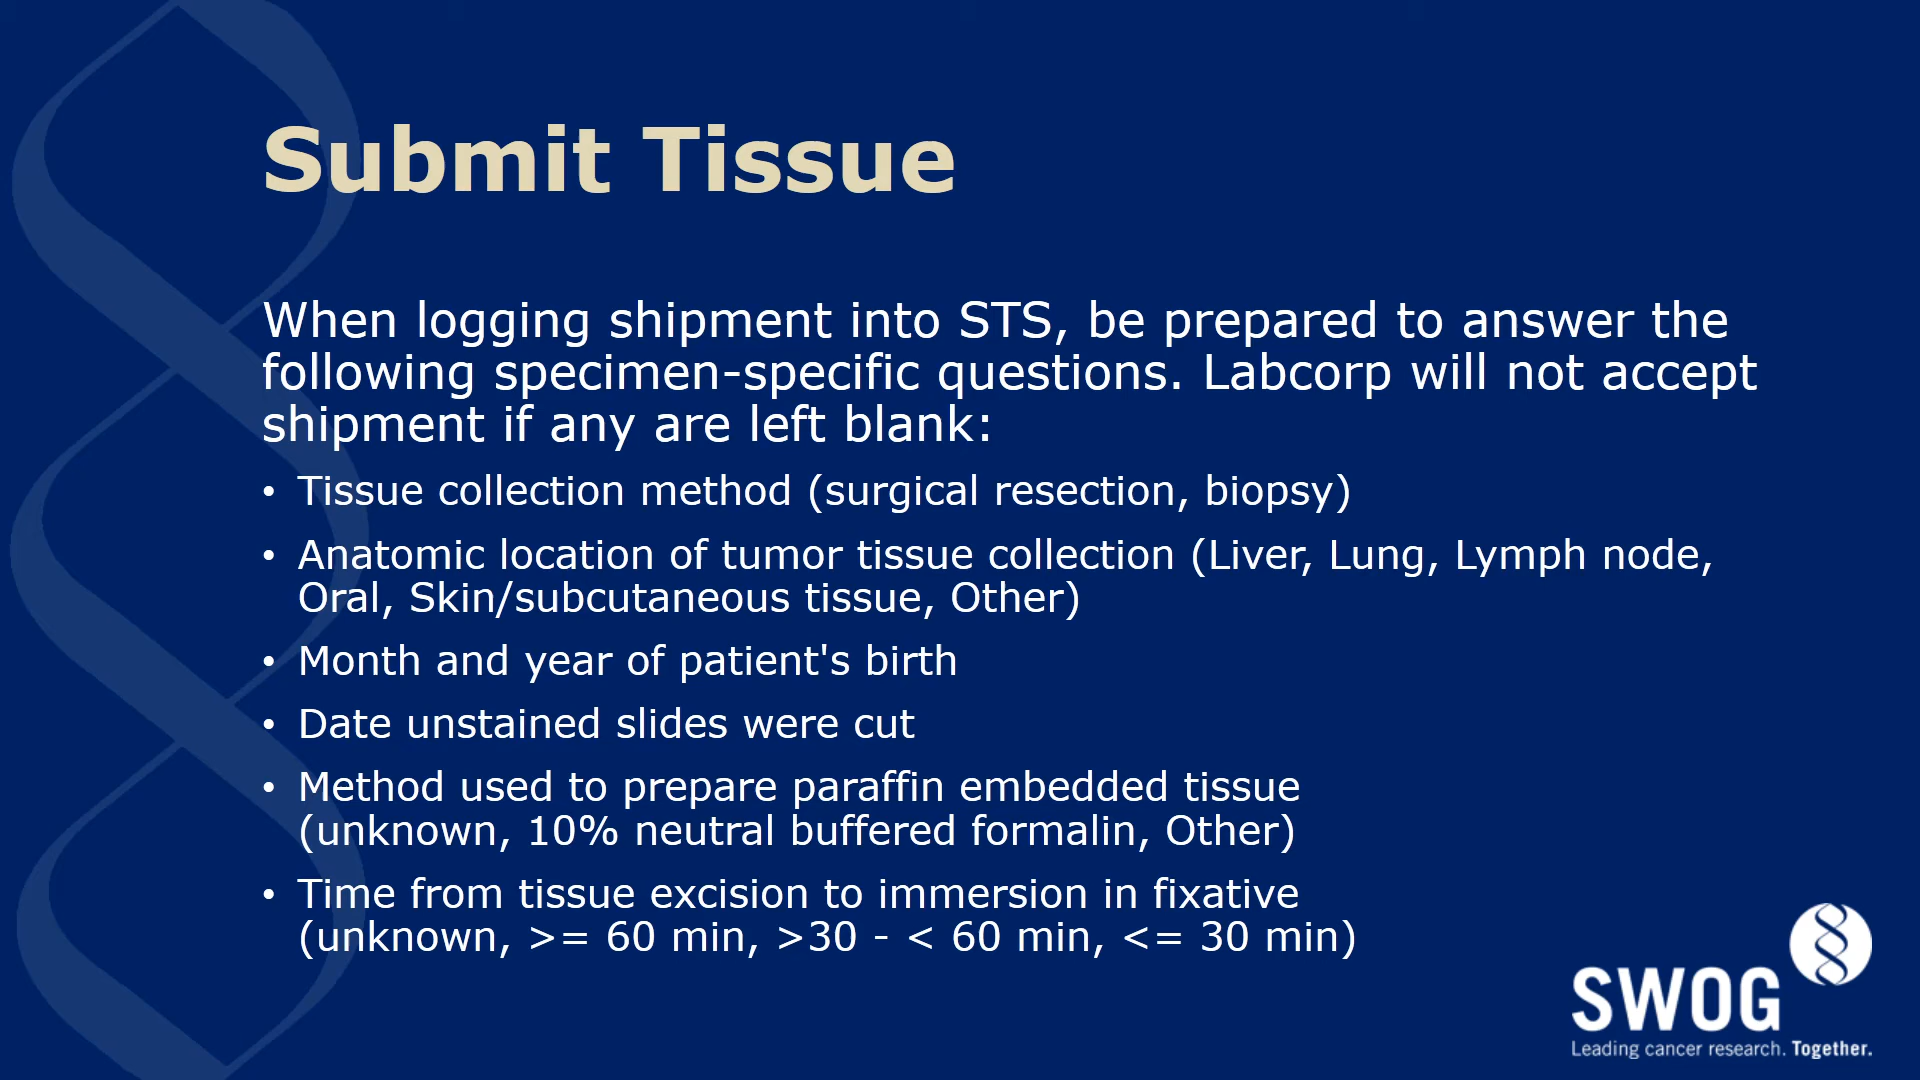 Submit Tissue
When logging shipment into STS, be prepared to answer the
following specimen-specific questions. Labcorp will not accept
shipment if any are left blank:
• Tissue collection method (surgical resection, biopsy)
• Anatomic location of tumor tissue collection (Liver, Lung, Lymph node,
Oral, Skin/subcutaneous tissue, Other)
• Month and year of patient's birth
• Date unstained slides were cut
• Method used to prepare paraffin embedded tissue
(unknown, 10% neutral buffered formalin, Other)
• Time from tissue excision to immersion in fixative
(unknown, >= 60 min, >30 - < 60 min, <= 30 min)
SWOG
Leading cancer research. Together.